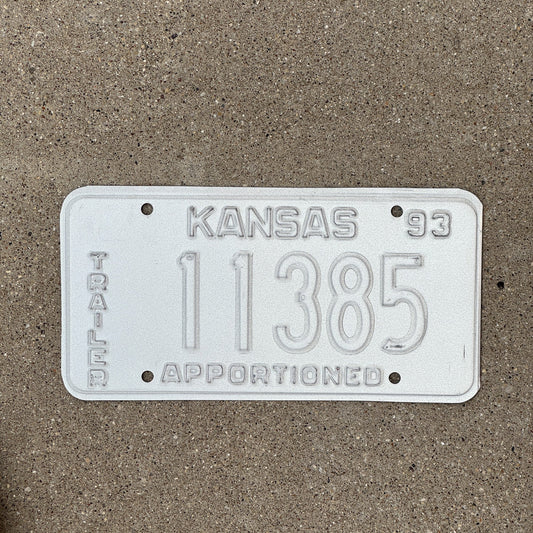 KANSAS 93
TRAILER
11385
APPORTIONED